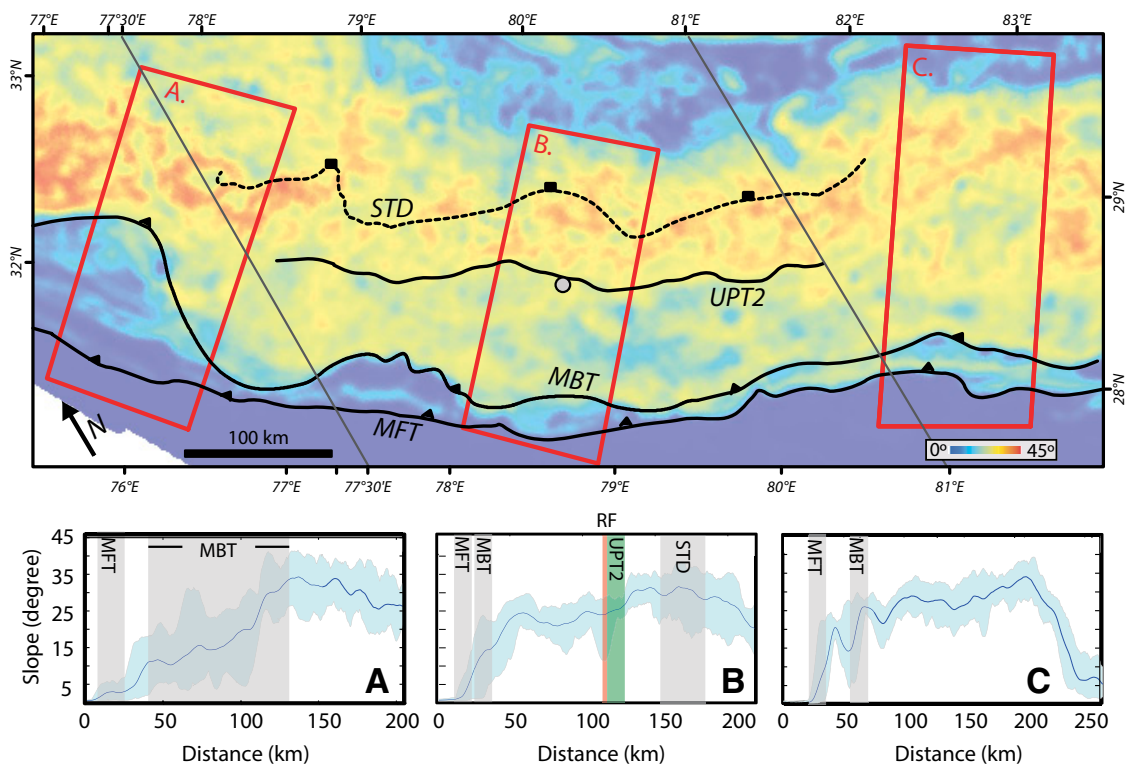 77°E 77°30'E 78°E 79°E 80°E 81°E 82°E 83°E
33°N
32°N
29°N
28°N
A.
B.
C.
STD
UPT2
MBT
MFT
N
100 km
0º 45º
76°E 77°E 77°30'E 78°E 79°E 80°E 81°E
Slope (degree)
45
35
25
15
5
MFT
MBT
A
0 50 100 150 200
Distance (km)
RF
MFT
MBT
UPT2
STD
B
0 50 100 150 200
Distance (km)
MFT
MBT
C
0 50 100 150 200 250
Distance (km)